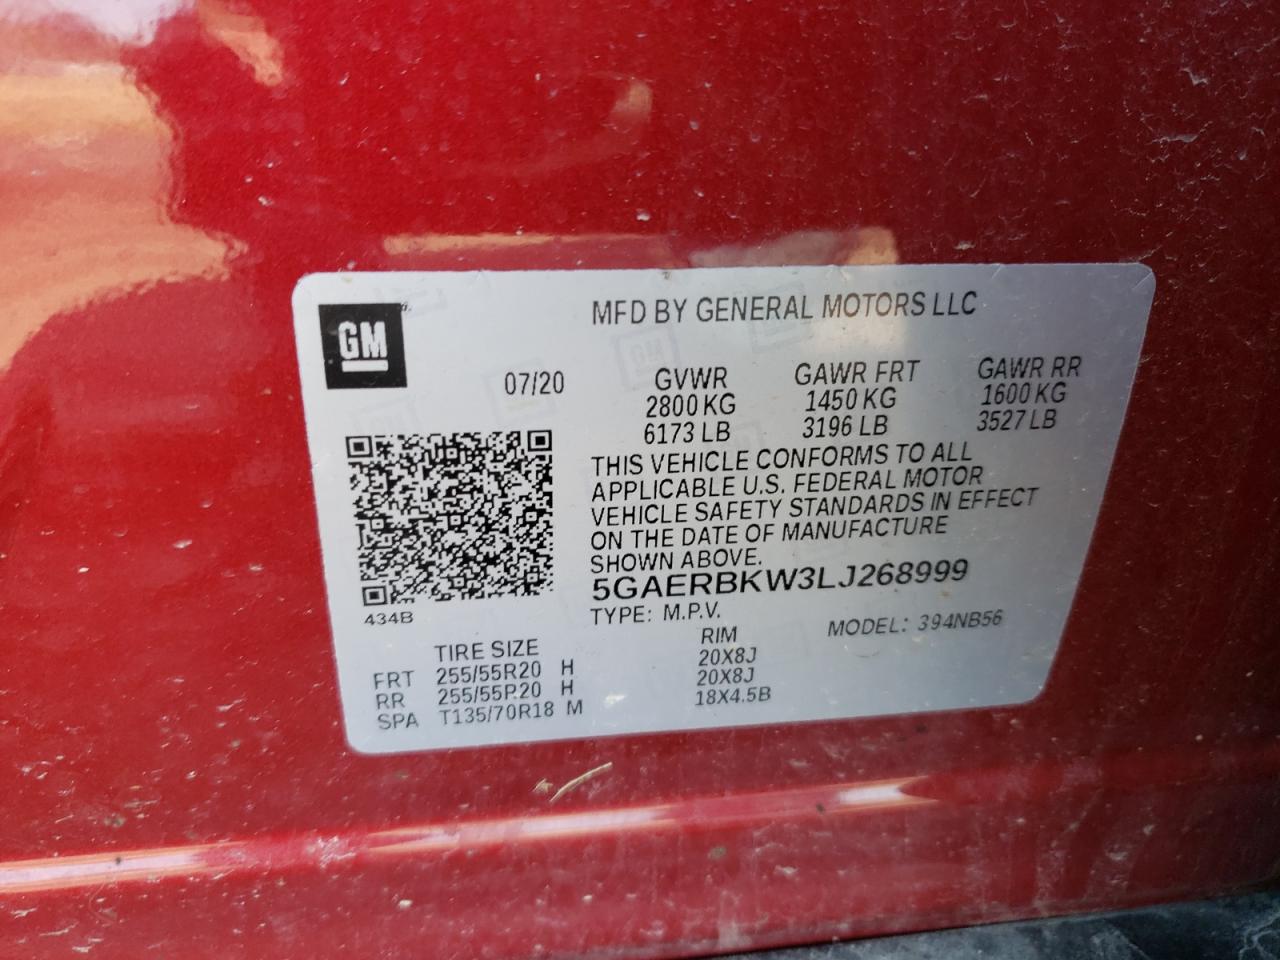 MFD BY GENERAL MOTORS LLC
GM
07/20 GVWR GAWR FRT GAWR RR
2800 KG 1450 KG 1600 KG
6173 LB 3196 LB 3527 LB
THIS VEHICLE CONFORMS TO ALL
APPLICABLE U.S. FEDERAL MOTOR
VEHICLE SAFETY STANDARDS IN EFFECT
ON THE DATE OF MANUFACTURE
SHOWN ABOVE.
5GAERBKW3LJ268999
434B
TYPE: M.P.V. MODEL: 394NB56
TIRE SIZE RIM
FRT 255/55R20 H 20X8J
RR 255/55R20 H 20X8J
SPA T135/70R18 M 18X4.5B